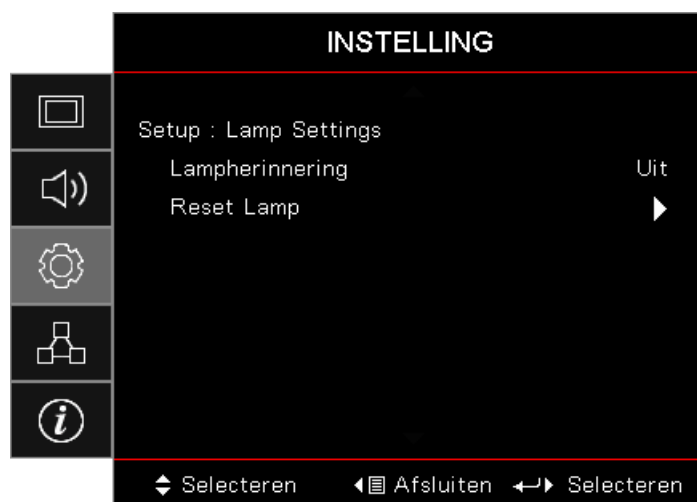 INSTELLING
Setup : Lamp Settings
Lampherinnering Uit
Reset Lamp
i
Selecteren Afsluiten Selecteren